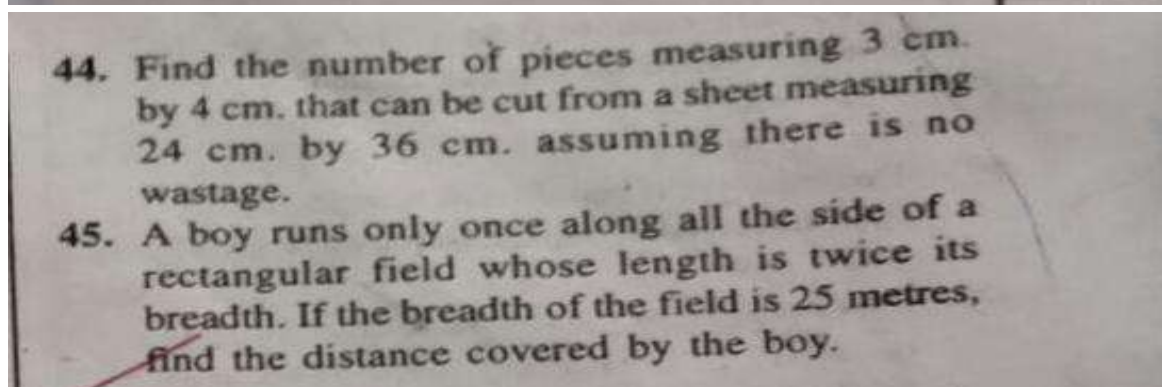 44. Find the number of pieces measuring 3 cm.
by 4 cm. that can be cut from a sheet measuring
24 cm. by 36 cm. assuming there is no
wastage.
45. A boy runs only once along all the side of a
rectangular field whose length is twice its
breadth. If the breadth of the field is 25 metres,
find the distance covered by the boy.